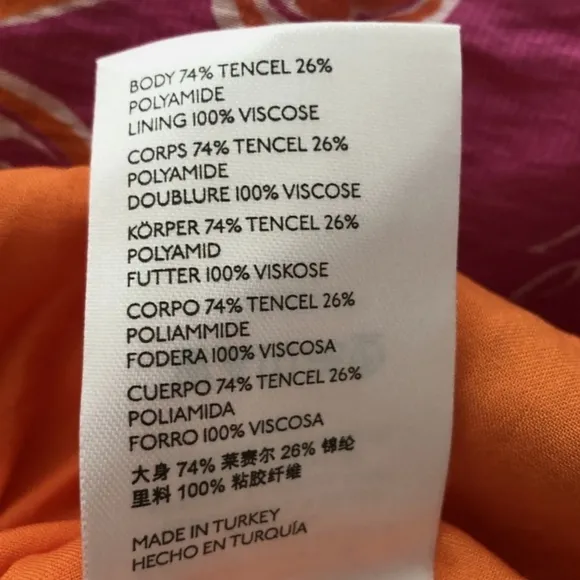 BODY 74% TENCEL 26%
POLYAMIDE
LINING 100% VISCOSE
CORPS 74% TENCEL 26%
POLYAMIDE
DOUBLURE 100% VISCOSE
KÖRPER 74% TENCEL 26%
POLYAMID
FUTTER 100% VISKOSE
CORPO 74% TENCEL 26%
POLIAMMIDE
FODERA 100% VISCOSA
CUERPO 74% TENCEL 26%
POLIAMIDA
FORRO 100% VISCOSA
大身 74% 莱赛尔 26% 锦纶
里料 100% 粘胶纤维
MADE IN TURKEY
HECHO EN TURQUÍA